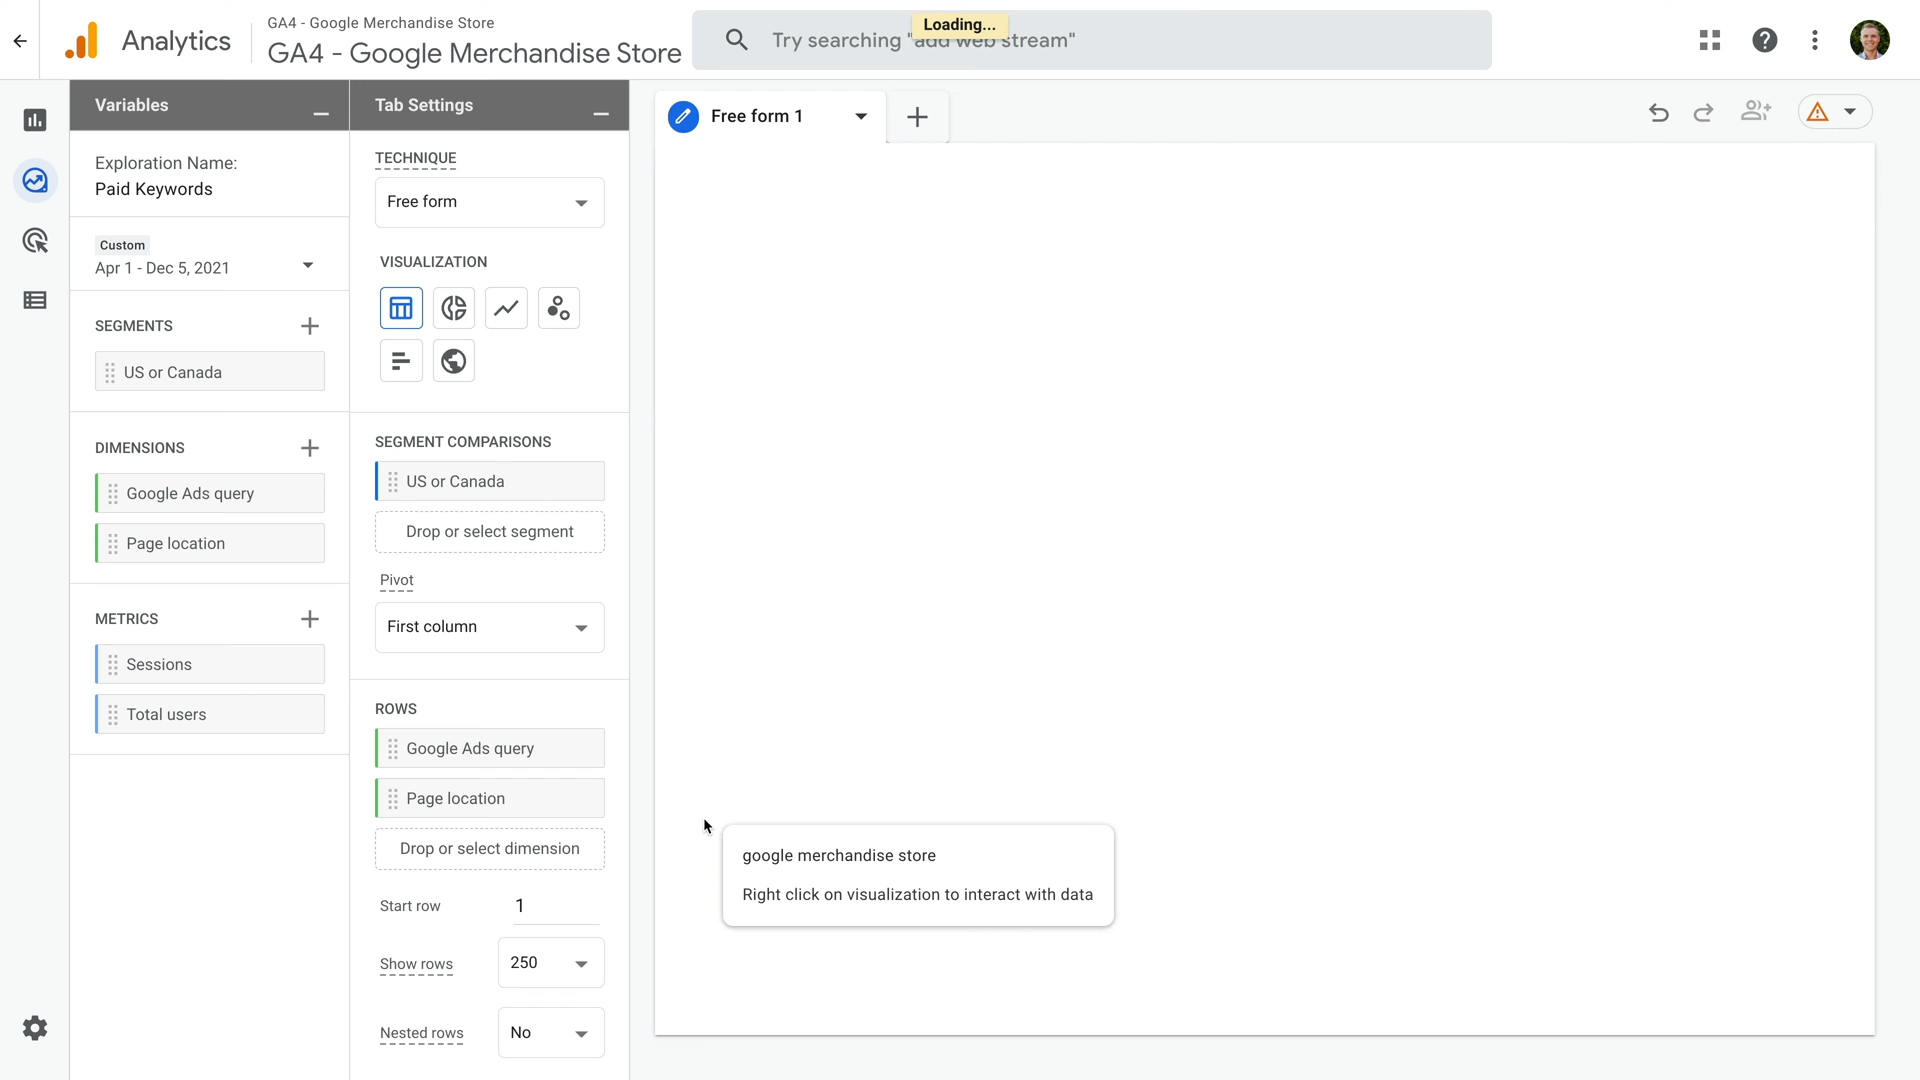 Analytics
GA4 - Google Merchandise Store
GA4 - Google Merchandise Store
Try searching "add web stream"
Loading...
Variables
Exploration Name:
Paid Keywords
Custom
Apr 1 - Dec 5, 2021
SEGMENTS
US or Canada
DIMENSIONS
Google Ads query
Page location
METRICS
Sessions
Total users
Tab Settings
TECHNIQUE
Free form
VISUALIZATION
SEGMENT COMPARISONS
US or Canada
Drop or select segment
Pivot
First column
ROWS
Google Ads query
Page location
Drop or select dimension
Start row 1
Show rows 250
Nested rows No
Free form 1
google merchandise store
Right click on visualization to interact with data